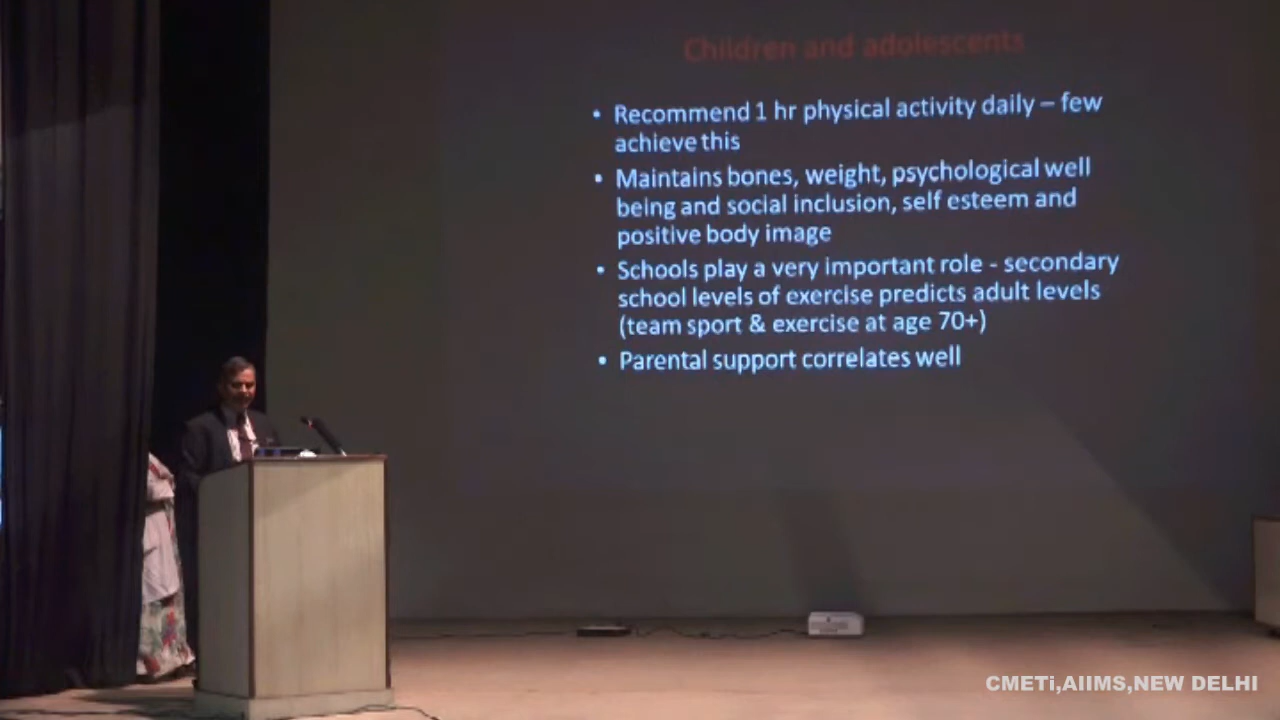 Children and adolescents
• Recommend 1 hr physical activity daily – few
achieve this
• Maintains bones, weight, psychological well
being and social inclusion, self esteem and
positive body image
• Schools play a very important role - secondary
school levels of exercise predicts adult levels
(team sport & exercise at age 70+)
• Parental support correlates well
CMETi,AIIMS,NEW DELHI